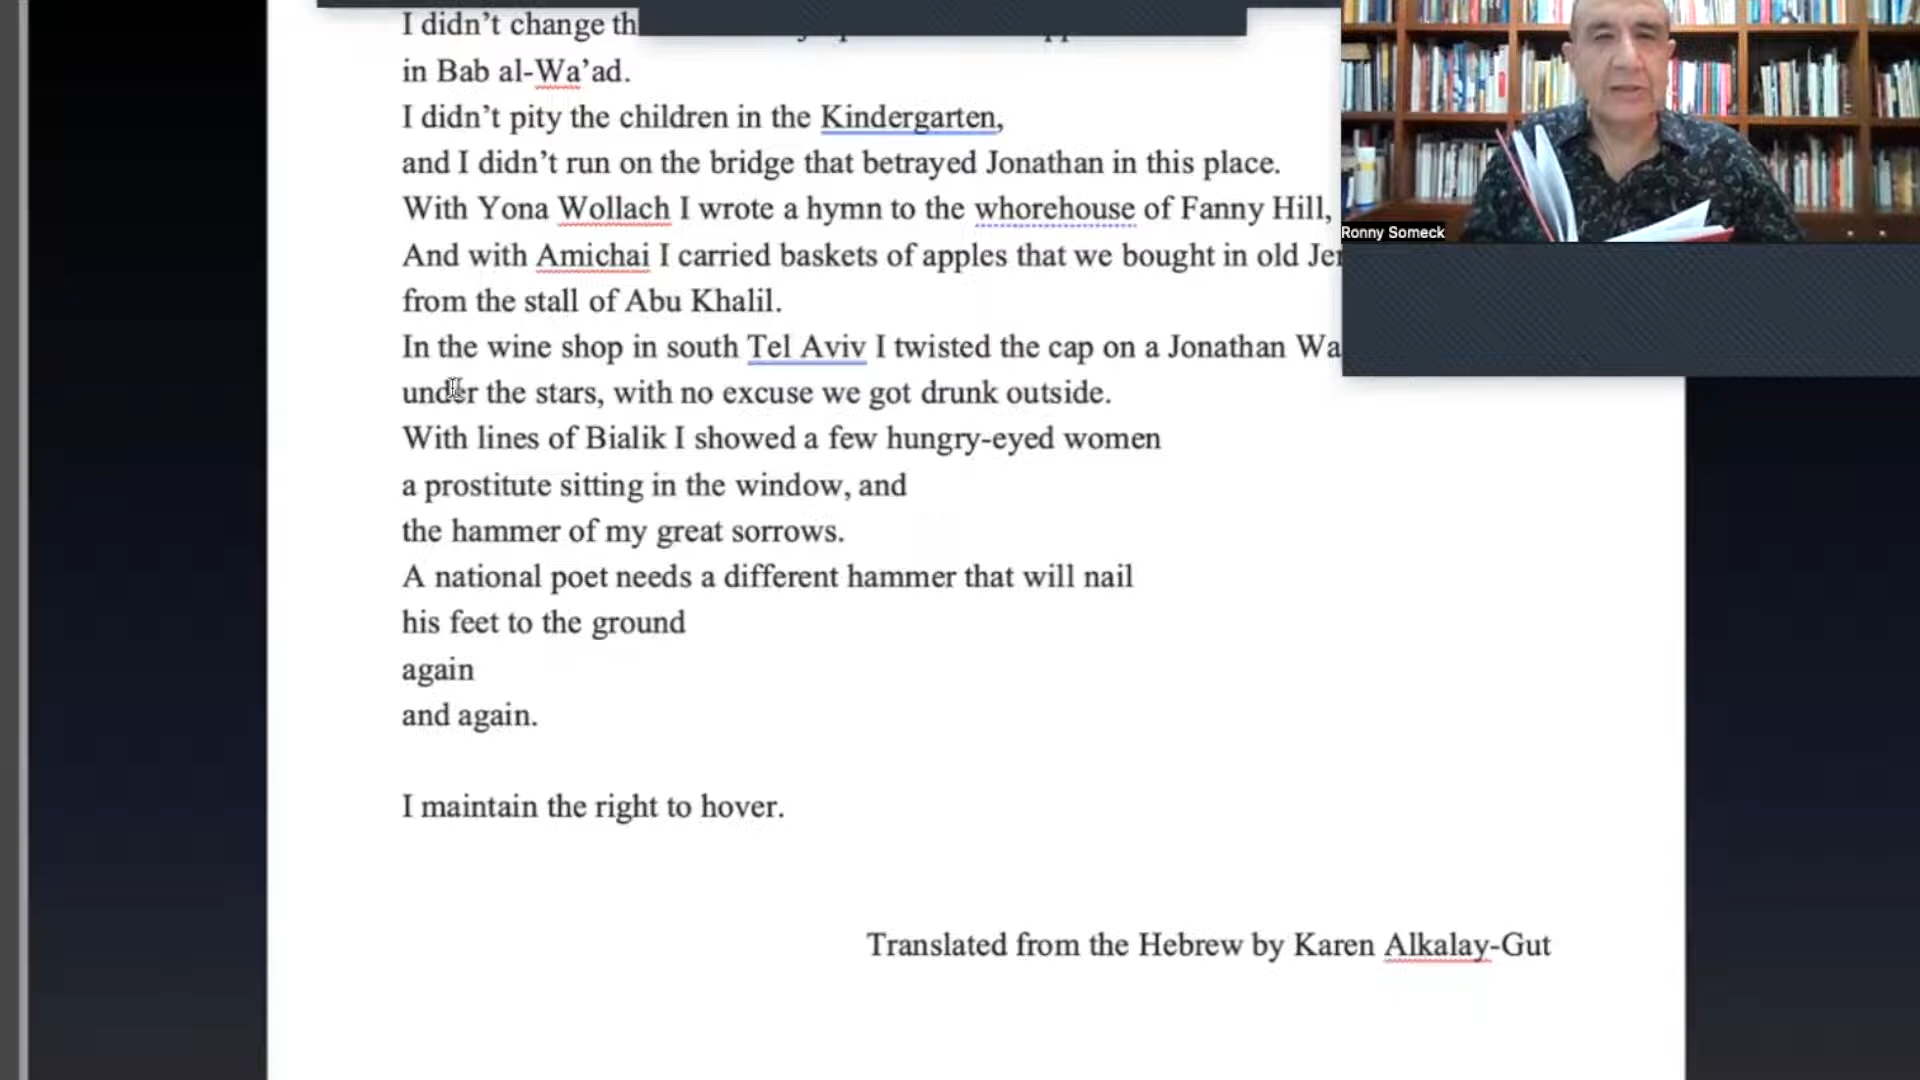 I didn’t change th
in Bab al-Wa’ad.
I didn’t pity the children in the Kindergarten,
and I didn’t run on the bridge that betrayed Jonathan in this place.
With Yona Wollach I wrote a hymn to the whorehouse of Fanny Hill,
And with Amichai I carried baskets of apples that we bought in old Jer
from the stall of Abu Khalil.
In the wine shop in south Tel Aviv I twisted the cap on a Jonathan Wa
under the stars, with no excuse we got drunk outside.
With lines of Bialik I showed a few hungry-eyed women
a prostitute sitting in the window, and
the hammer of my great sorrows.
A national poet needs a different hammer that will nail
his feet to the ground
again
and again.
I maintain the right to hover.
Translated from the Hebrew by Karen Alkalay-Gut
Ronny Someck